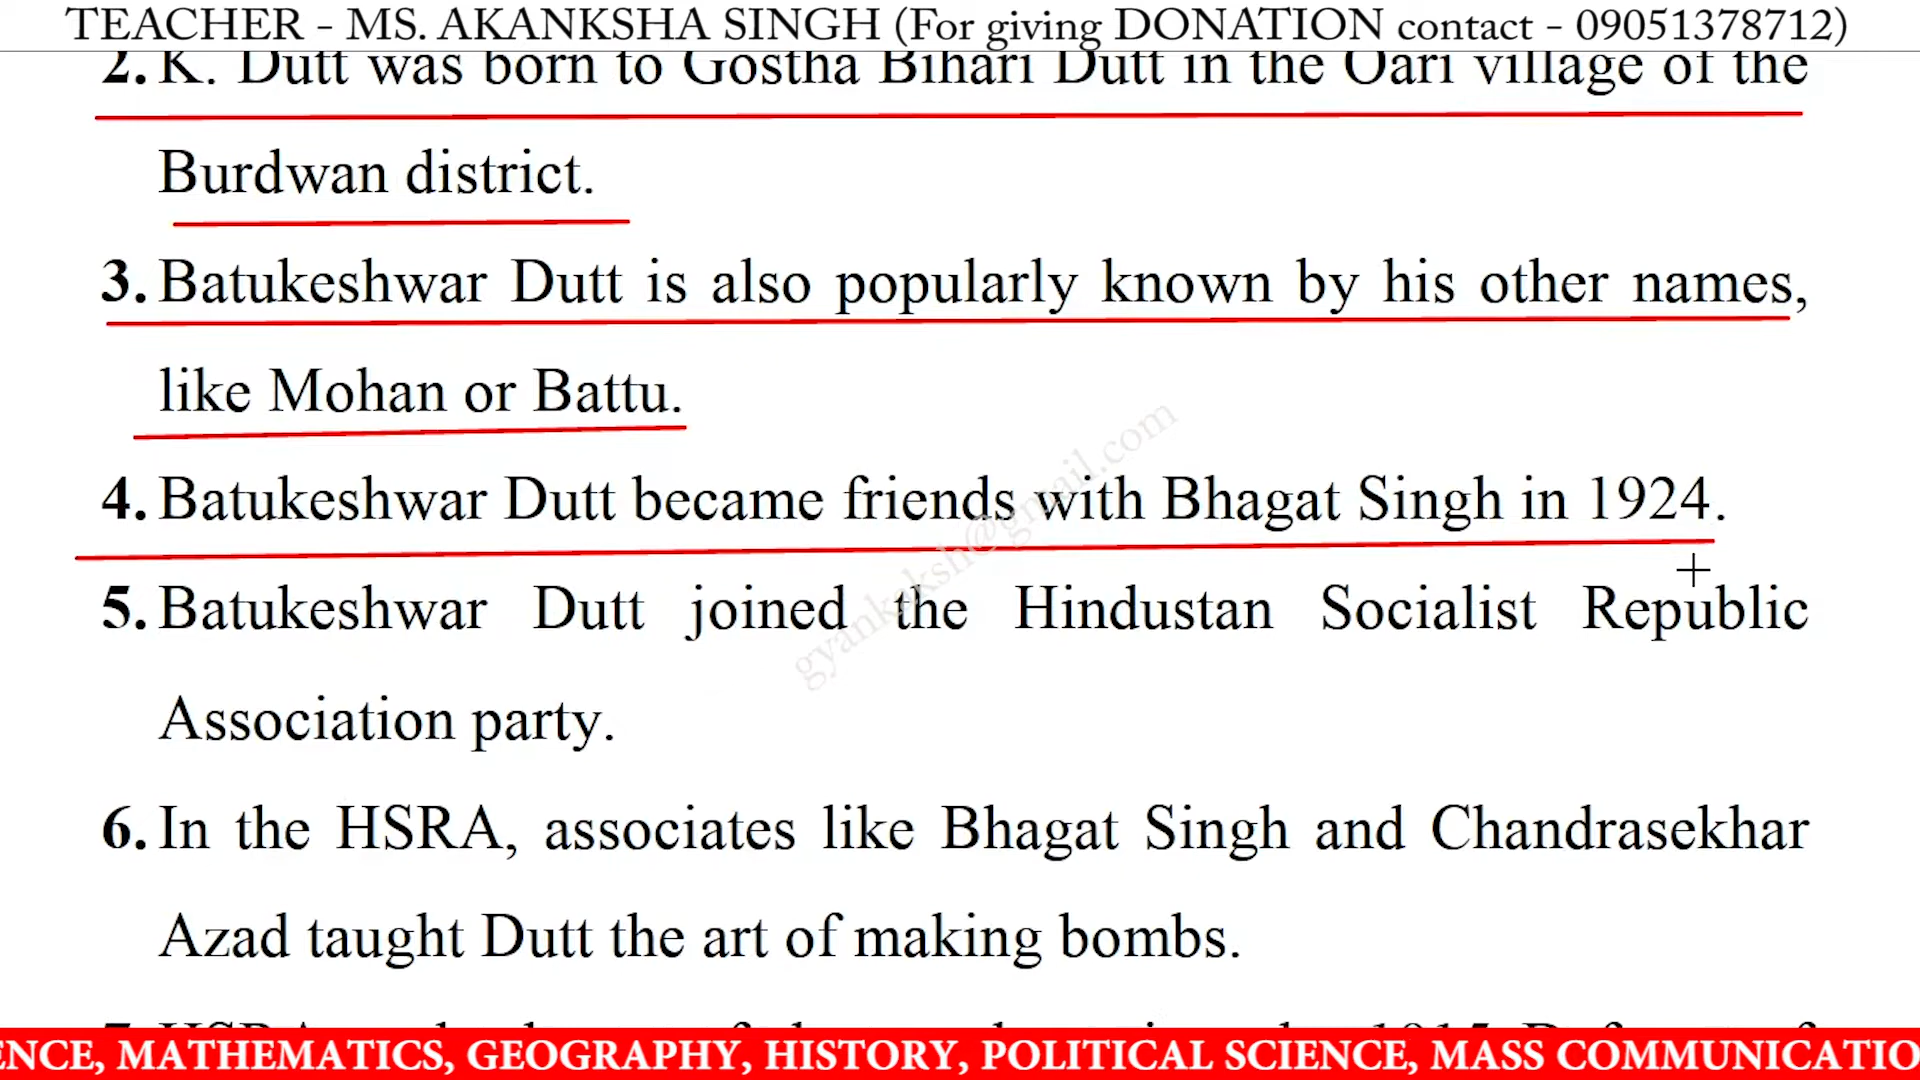 TEACHER - MS. AKANKSHA SINGH (For giving DONATION contact - 09051378712)
2. K. Dutt was born to Gostha Bihari Dutt in the Oari village of the
Burdwan district.
3. Batukeshwar Dutt is also popularly known by his other names,
like Mohan or Battu.
4. Batukeshwar Dutt became friends with Bhagat Singh in 1924.
5. Batukeshwar Dutt joined the Hindustan Socialist Republic
Association party.
gyankaksh@gmail.com
6. In the HSRA, associates like Bhagat Singh and Chandrasekhar
Azad taught Dutt the art of making bombs.
ENCE, MATHEMATICS, GEOGRAPHY, HISTORY, POLITICAL SCIENCE, MASS COMMUNICATIO